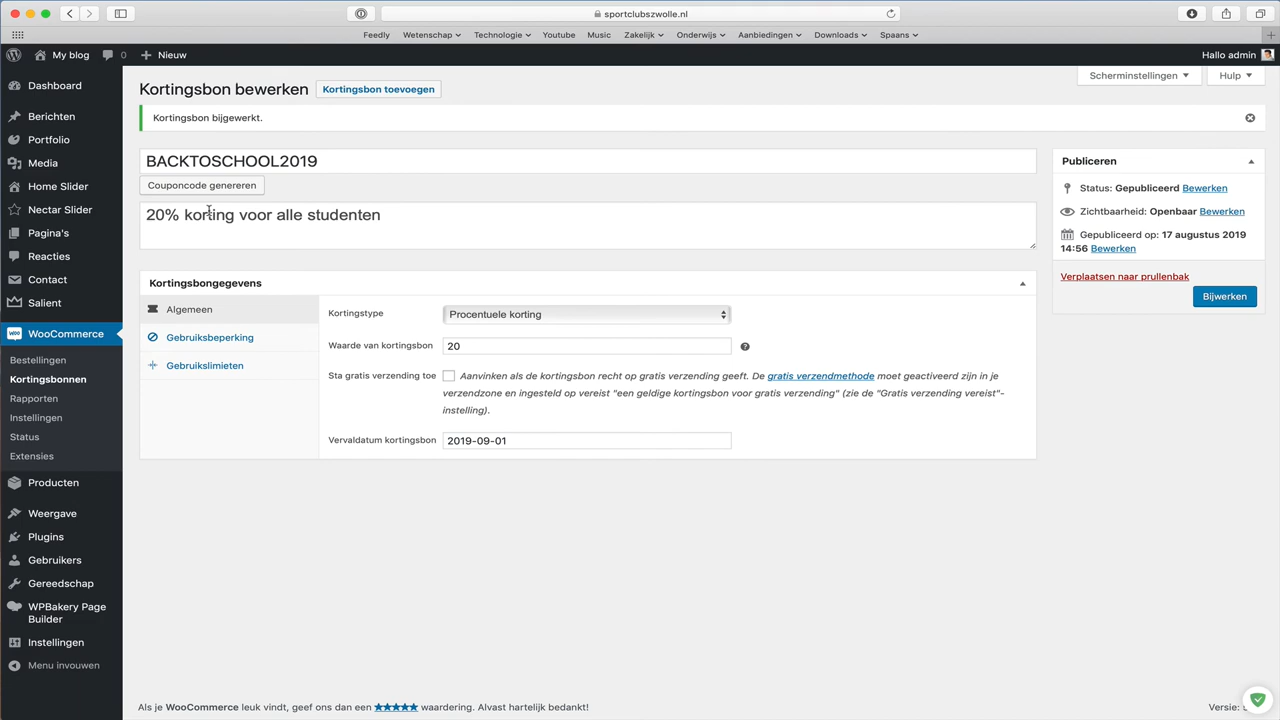 sportclubszwolle.nl
Feedly Wetenschap Technologie Youtube Music Zakelijk Onderwijs Aanbiedingen Downloads Spaans
My blog 0 Nieuw Hallo admin
Scherminstellingen Hulp
Kortingsbon bewerken Kortingsbon toevoegen
Kortingsbon bijgewerkt.
BACKTOSCHOOL2019
Couponcode genereren
20% korting voor alle studenten
Kortingsbongegevens
Algemeen
Gebruiksbeperking
Gebruikslimieten
Kortingstype Procentuele korting
Waarde van kortingsbon 20
Sta gratis verzending toe Aanvinken als de kortingsbon recht op gratis verzending geeft. De gratis verzendmethode moet geactiveerd zijn in je
verzendzone en ingesteld op vereist "een geldige kortingsbon voor gratis verzending" (zie de "Gratis verzending vereist"-
instelling).
Vervaldatum kortingsbon 2019-09-01
Publiceren
Status: Gepubliceerd Bewerken
Zichtbaarheid: Openbaar Bewerken
Gepubliceerd op: 17 augustus 2019
14:56 Bewerken
Verplaatsen naar prullenbak
Bijwerken
Dashboard
Berichten
Portfolio
Media
Home Slider
Nectar Slider
Pagina's
Reacties
Contact
Salient
WooCommerce
Bestellingen
Kortingsbonnen
Rapporten
Instellingen
Status
Extensies
Producten
Weergave
Plugins
Gebruikers
Gereedschap
WPBakery Page
Builder
Instellingen
Menu invouwen
Als je WooCommerce leuk vindt, geef ons dan een ★★★★★ waardering. Alvast hartelijk bedankt!
Versie: